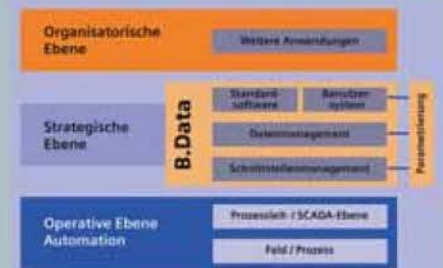 Organisatorische
Ebene
Weitere Anwendungen
Strategische
Ebene
B.Data
Standard-
software
Benutzer
system
Datenmanagement
Schnittstellenmanagement
Parametrierung
Operative Ebene
Automation
Prozessleit- / SCADA-Ebene
Feld / Prozess